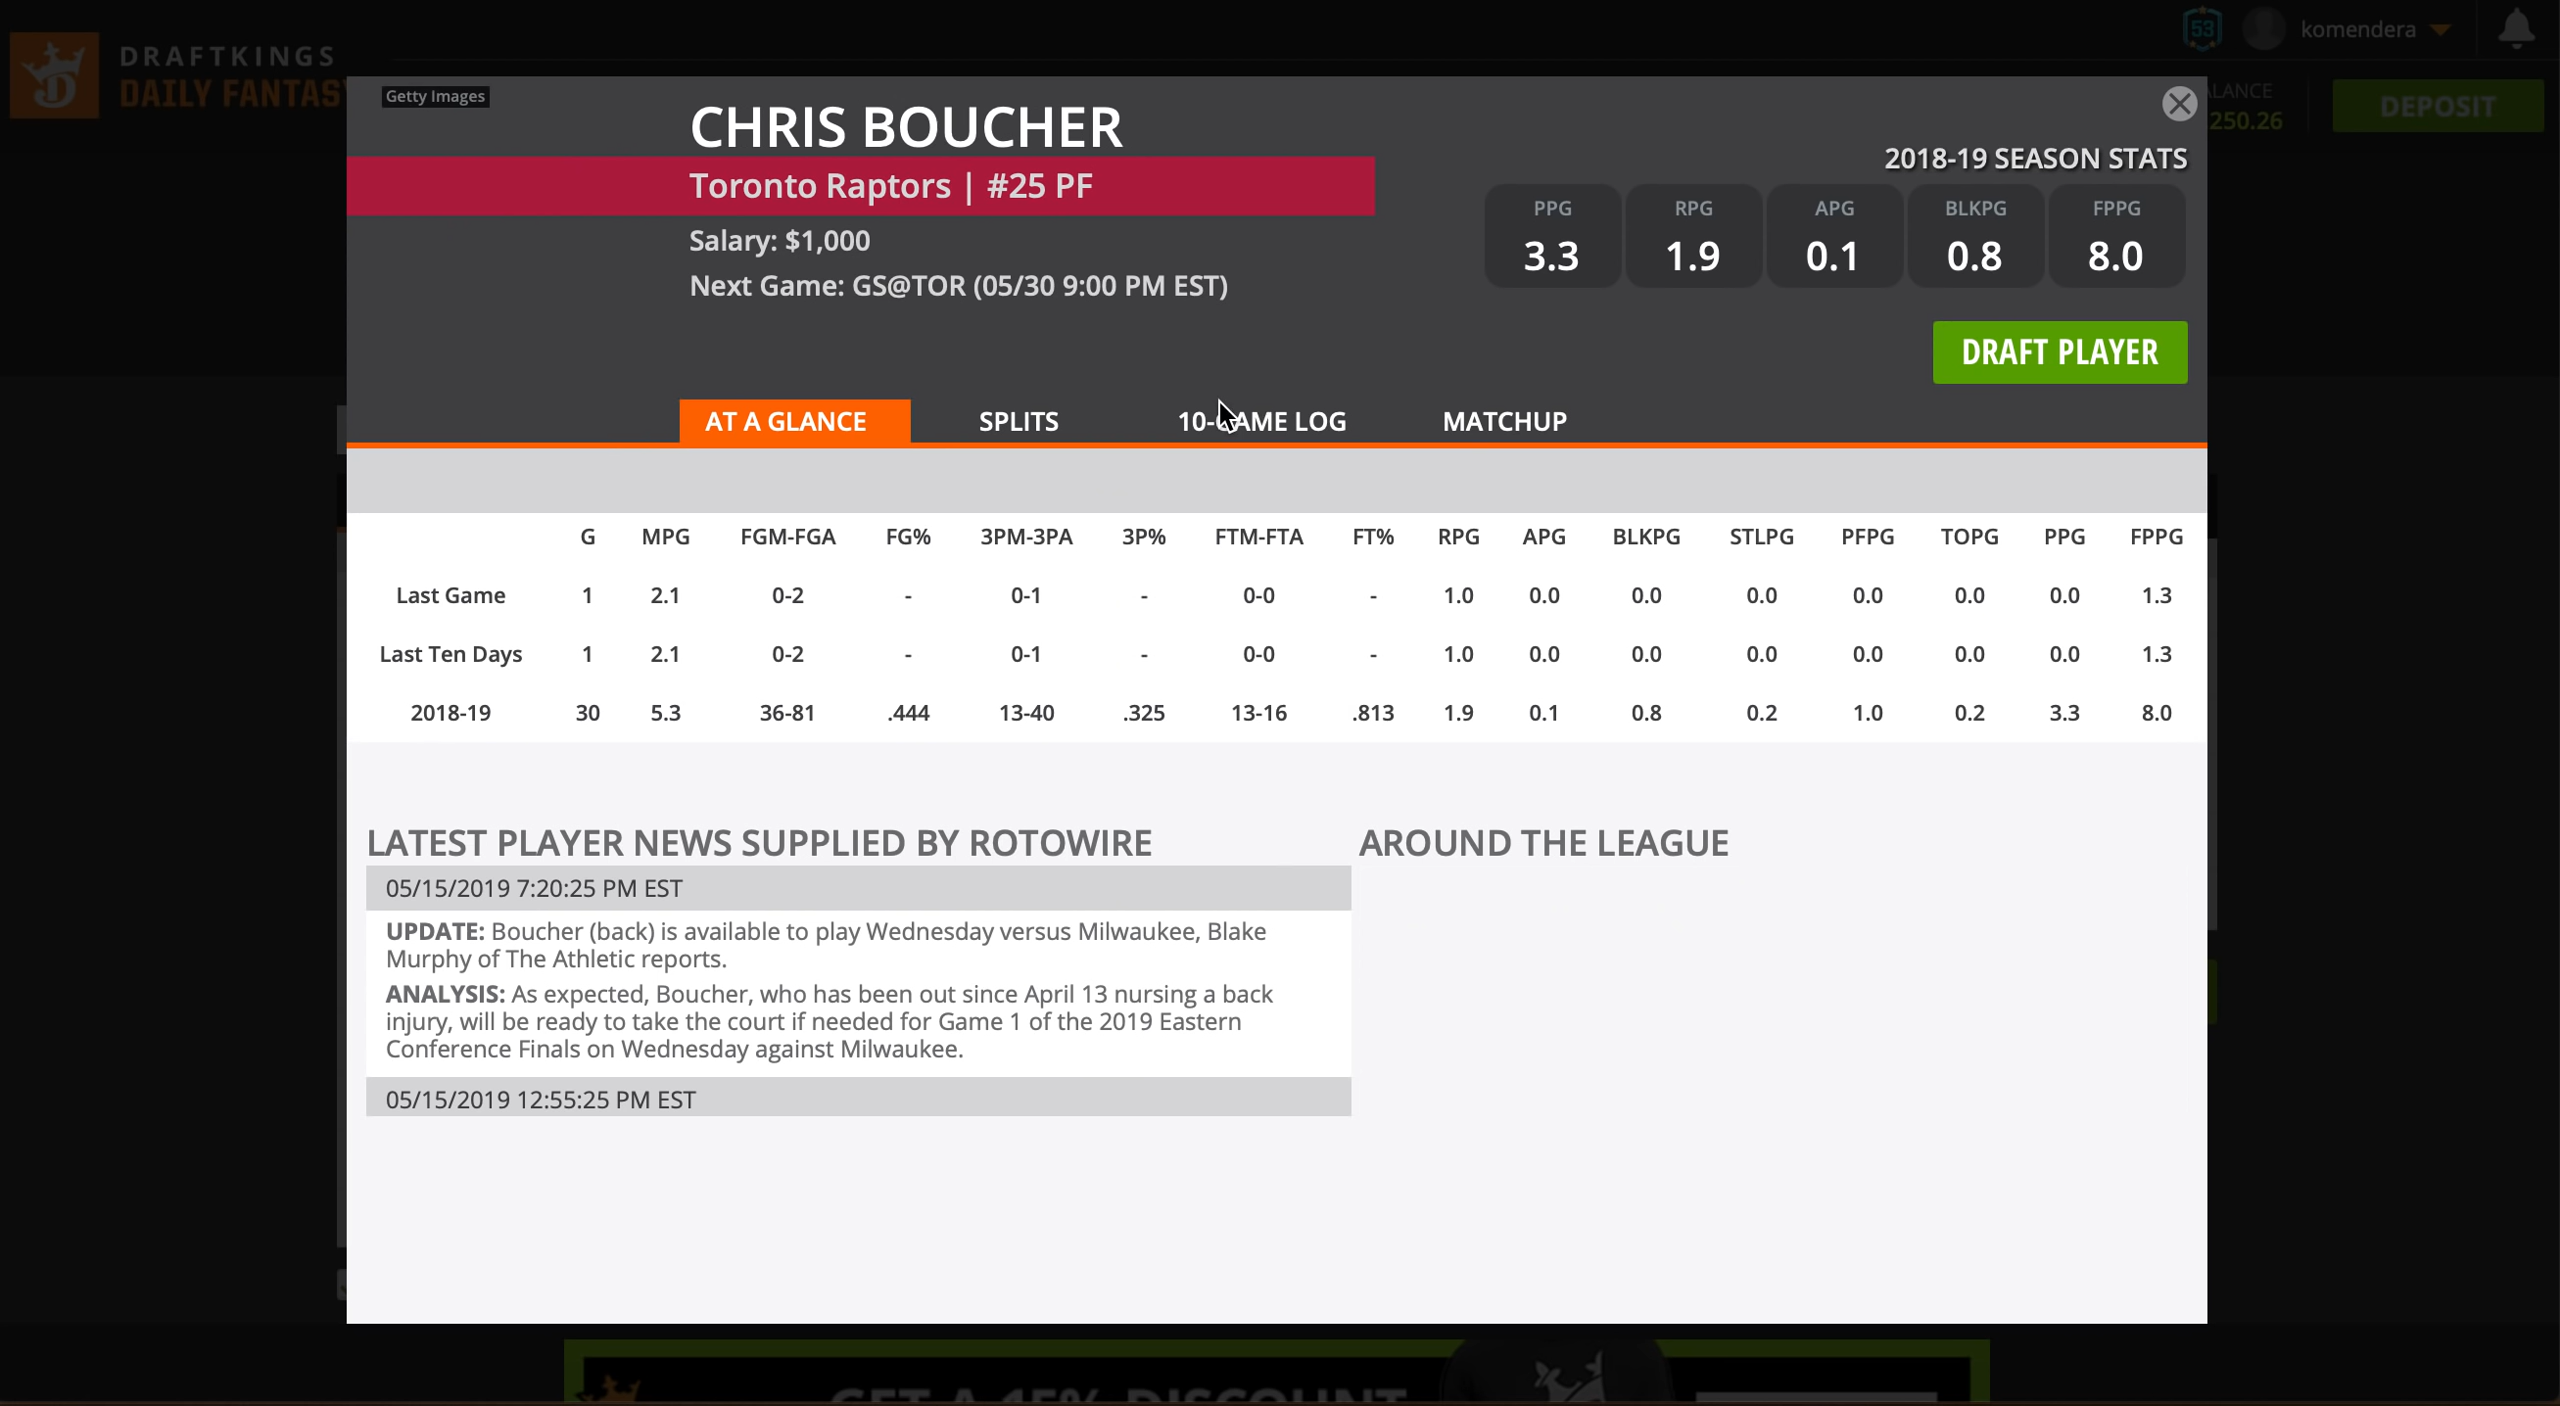 DRAFTKINGS
DAILY FANTAS
53
komendera
LANCE
250.26
DEPOSIT
Getty Images
CHRIS BOUCHER
Toronto Raptors | #25 PF
Salary: $1,000
Next Game: GS@TOR (05/30 9:00 PM EST)
2018-19 SEASON STATS
PPG RPG APG BLKPG FPPG
3.3 1.9 0.1 0.8 8.0
DRAFT PLAYER
AT A GLANCE SPLITS 10-GAME LOG MATCHUP
G MPG FGM-FGA FG% 3PM-3PA 3P% FTM-FTA FT% RPG APG BLKPG STLPG PFPG TOPG PPG FPPG
Last Game 1 2.1 0-2 - 0-1 - 0-0 - 1.0 0.0 0.0 0.0 0.0 0.0 0.0 1.3
Last Ten Days 1 2.1 0-2 - 0-1 - 0-0 - 1.0 0.0 0.0 0.0 0.0 0.0 0.0 1.3
2018-19 30 5.3 36-81 .444 13-40 .325 13-16 .813 1.9 0.1 0.8 0.2 1.0 0.2 3.3 8.0
LATEST PLAYER NEWS SUPPLIED BY ROTOWIRE
05/15/2019 7:20:25 PM EST
UPDATE: Boucher (back) is available to play Wednesday versus Milwaukee, Blake
Murphy of The Athletic reports.
ANALYSIS: As expected, Boucher, who has been out since April 13 nursing a back
injury, will be ready to take the court if needed for Game 1 of the 2019 Eastern
Conference Finals on Wednesday against Milwaukee.
05/15/2019 12:55:25 PM EST
AROUND THE LEAGUE
GET A 15% DISCOUNT